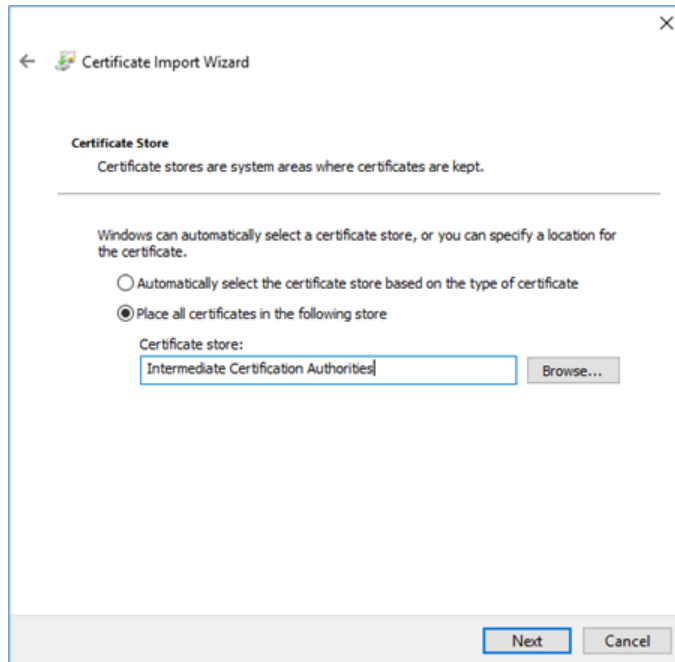 Certificate Import Wizard
Certificate Store
Certificate stores are system areas where certificates are kept.
Windows can automatically select a certificate store, or you can specify a location for
the certificate.
Automatically select the certificate store based on the type of certificate
Place all certificates in the following store
Certificate store:
Intermediate Certification Authorities
Browse...
Next
Cancel